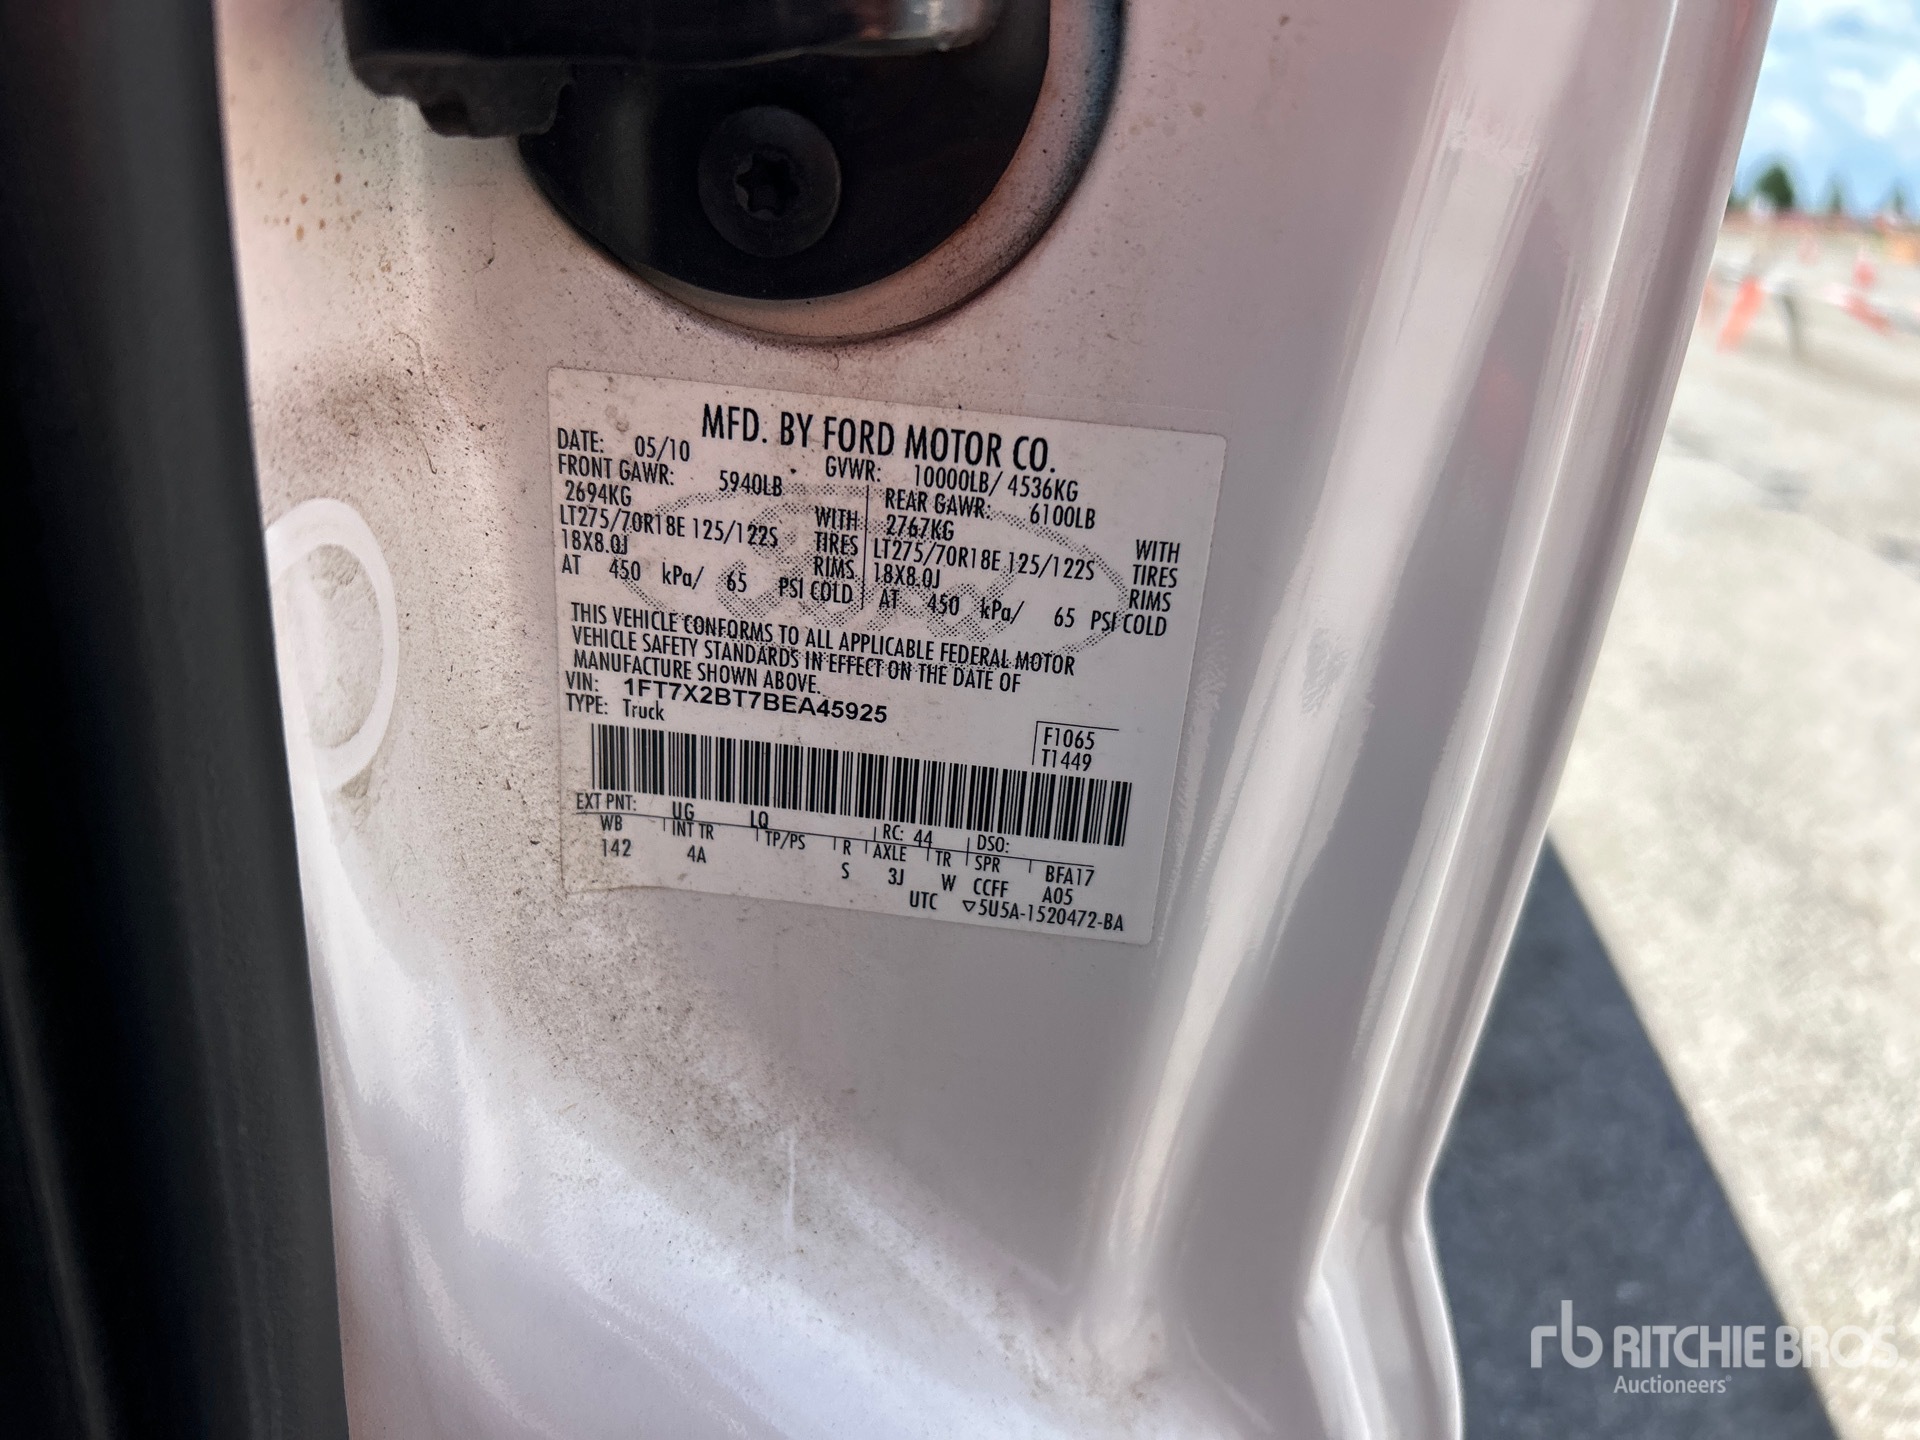 MFD. BY FORD MOTOR CO.
DATE: 05/10 GVWR: 10000LB/ 4536KG
FRONT GAWR: 5940LB REAR GAWR: 6100LB
2694KG WITH 2767KG WITH
LT275/70R18E 125/122S TIRES LT275/70R18E 125/122S TIRES
18X8.0J RIMS 18X8.0J RIMS
AT 450 kPa/ 65 PSI COLD AT 450 kPa/ 65 PSI COLD
THIS VEHICLE CONFORMS TO ALL APPLICABLE FEDERAL MOTOR
VEHICLE SAFETY STANDARDS IN EFFECT ON THE DATE OF
MANUFACTURE SHOWN ABOVE.
VIN: 1FT7X2BT7BEA45925
TYPE: Truck
F1065
T1449
EXT PNT: UG LQ RC: 44 DSO:
WB INT TR TP/PS R AXLE TR SPR BFA17
142 4A S 3J W CCFF A05
UTC ▽5U5A-1520472-BA
rb RITCHIE BROS.
Auctioneers®